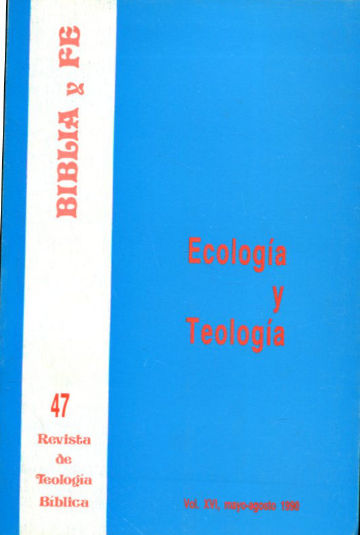 BIBLIA y FE
Ecología
y
Teología
47
Revista
de
Teología
Bíblica
Vol. XVI, mayo-agosto 1990